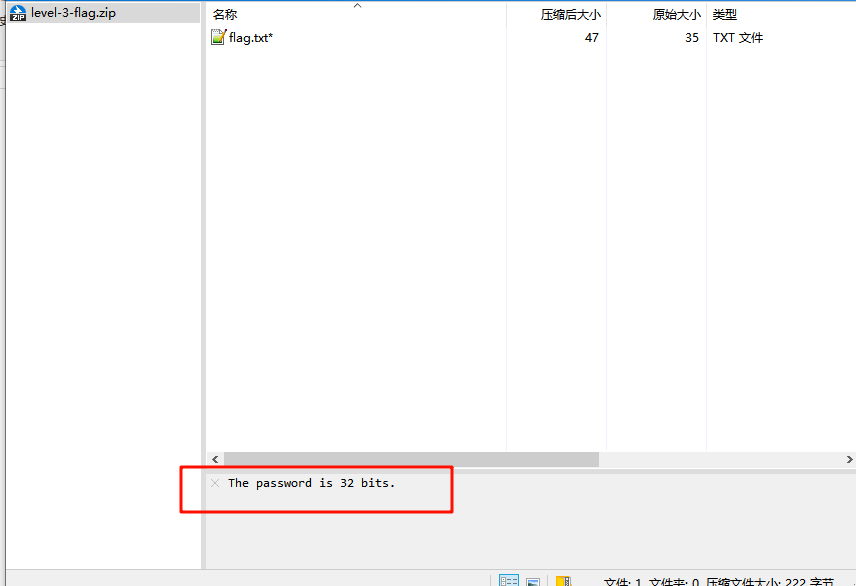 level-3-flag.zip
名称 压缩后大小 原始大小 类型
flag.txt* 47 35 TXT 文件
The password is 32 bits.
文件: 1, 文件夹: 0, 压缩文件大小: 222 字节